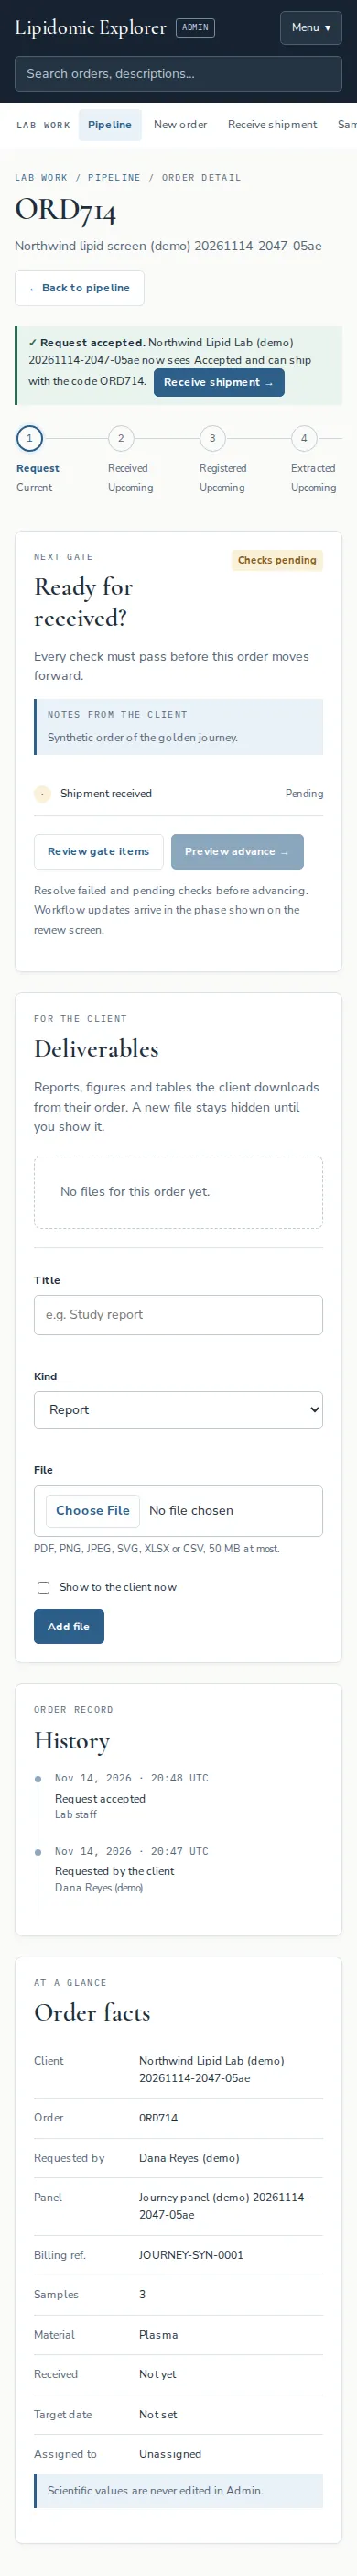 Lipidomic Explorer ADMIN Menu ▾
Search orders, descriptions...
LAB WORK Pipeline New order Receive shipment Sam
LAB WORK / PIPELINE / ORDER DETAIL
ORD714
Northwind lipid screen (demo) 20261114-2047-05ae
← Back to pipeline
✓ Request accepted. Northwind Lipid Lab (demo)
20261114-2047-05ae now sees Accepted and can ship
with the code ORD714. Receive shipment →
1 2 3 4
Request Received Registered Extracted
Current Upcoming Upcoming Upcoming
NEXT GATE Checks pending
Ready for
received?
Every check must pass before this order moves
forward.
NOTES FROM THE CLIENT
Synthetic order of the golden journey.
· Shipment received Pending
Review gate items Preview advance →
Resolve failed and pending checks before advancing.
Workflow updates arrive in the phase shown on the
review screen.
FOR THE CLIENT
Deliverables
Reports, figures and tables the client downloads
from their order. A new file stays hidden until
you show it.
No files for this order yet.
Title
e.g. Study report
Kind
Report
File
Choose File No file chosen
PDF, PNG, JPEG, SVG, XLSX or CSV, 50 MB at most.
Show to the client now
Add file
ORDER RECORD
History
Nov 14, 2026 · 20:48 UTC
Request accepted
Lab staff
Nov 14, 2026 · 20:47 UTC
Requested by the client
Dana Reyes (demo)
AT A GLANCE
Order facts
Client Northwind Lipid Lab (demo)
20261114-2047-05ae
Order ORD714
Requested by Dana Reyes (demo)
Panel Journey panel (demo) 20261114-
2047-05ae
Billing ref. JOURNEY-SYN-0001
Samples 3
Material Plasma
Received Not yet
Target date Not set
Assigned to Unassigned
Scientific values are never edited in Admin.